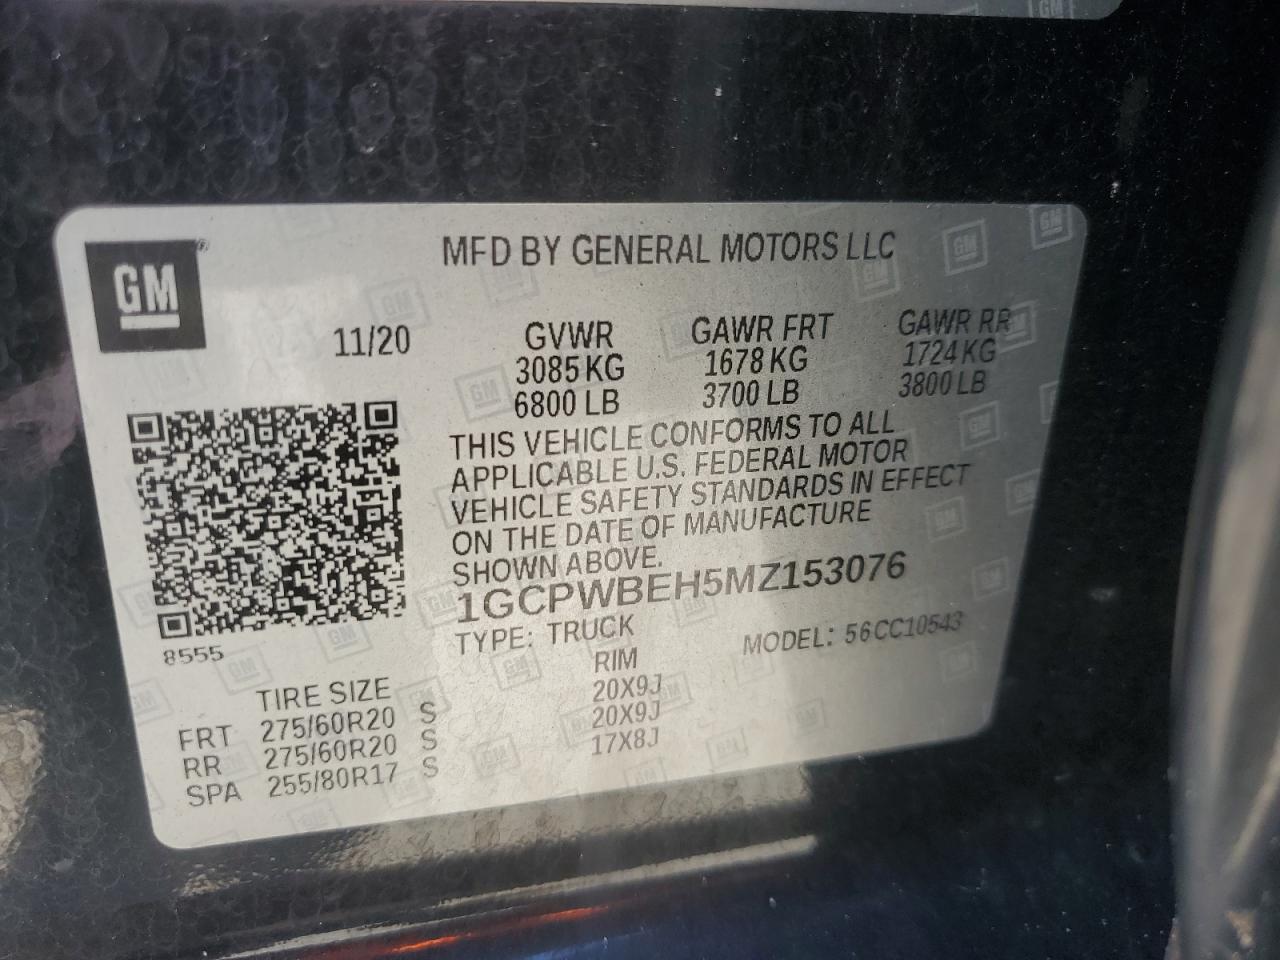 GM®
MFD BY GENERAL MOTORS LLC
11/20
GVWR GAWR FRT GAWR RR
3085 KG 1678 KG 1724 KG
6800 LB 3700 LB 3800 LB
THIS VEHICLE CONFORMS TO ALL
APPLICABLE U.S. FEDERAL MOTOR
VEHICLE SAFETY STANDARDS IN EFFECT
ON THE DATE OF MANUFACTURE
SHOWN ABOVE.
1GCPWBEH5MZ153076
TYPE: TRUCK MODEL: 56CC10543
8555
TIRE SIZE RIM
FRT 275/60R20 S 20X9J
RR 275/60R20 S 20X9J
SPA 255/80R17 S 17X8J